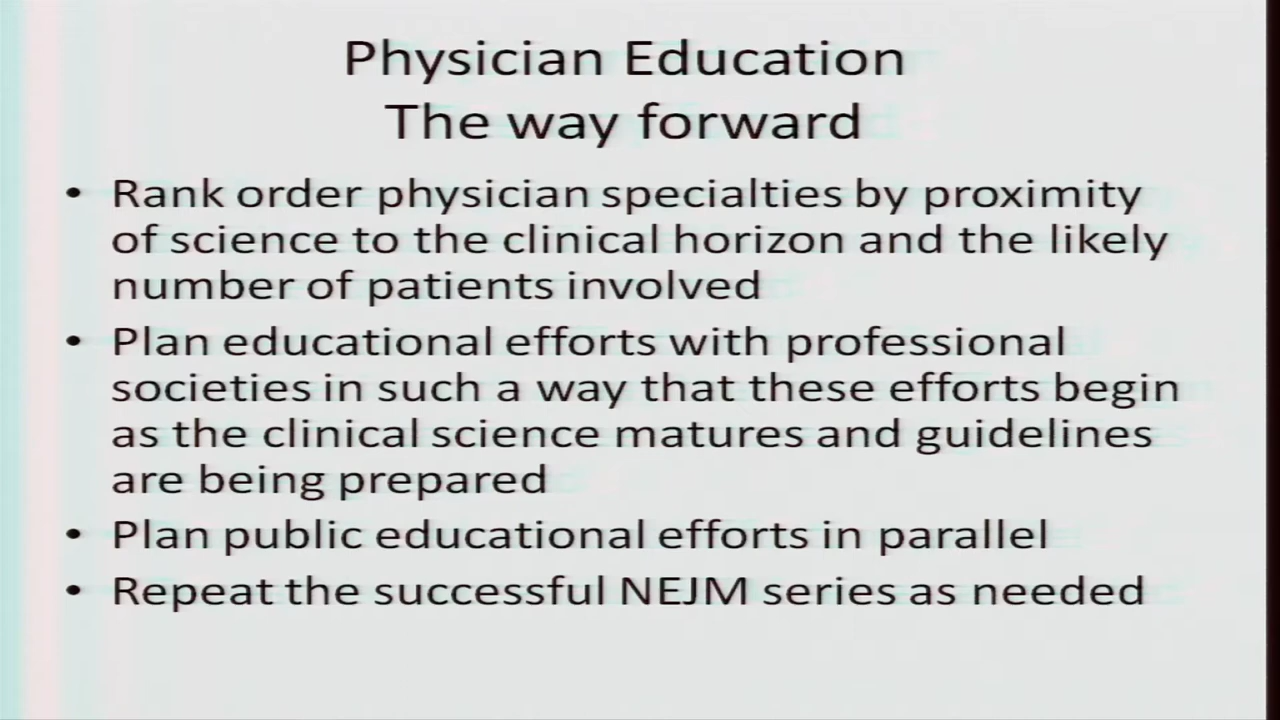 Physician Education
The way forward
• Rank order physician specialties by proximity
of science to the clinical horizon and the likely
number of patients involved
• Plan educational efforts with professional
societies in such a way that these efforts begin
as the clinical science matures and guidelines
are being prepared
• Plan public educational efforts in parallel
• Repeat the successful NEJM series as needed